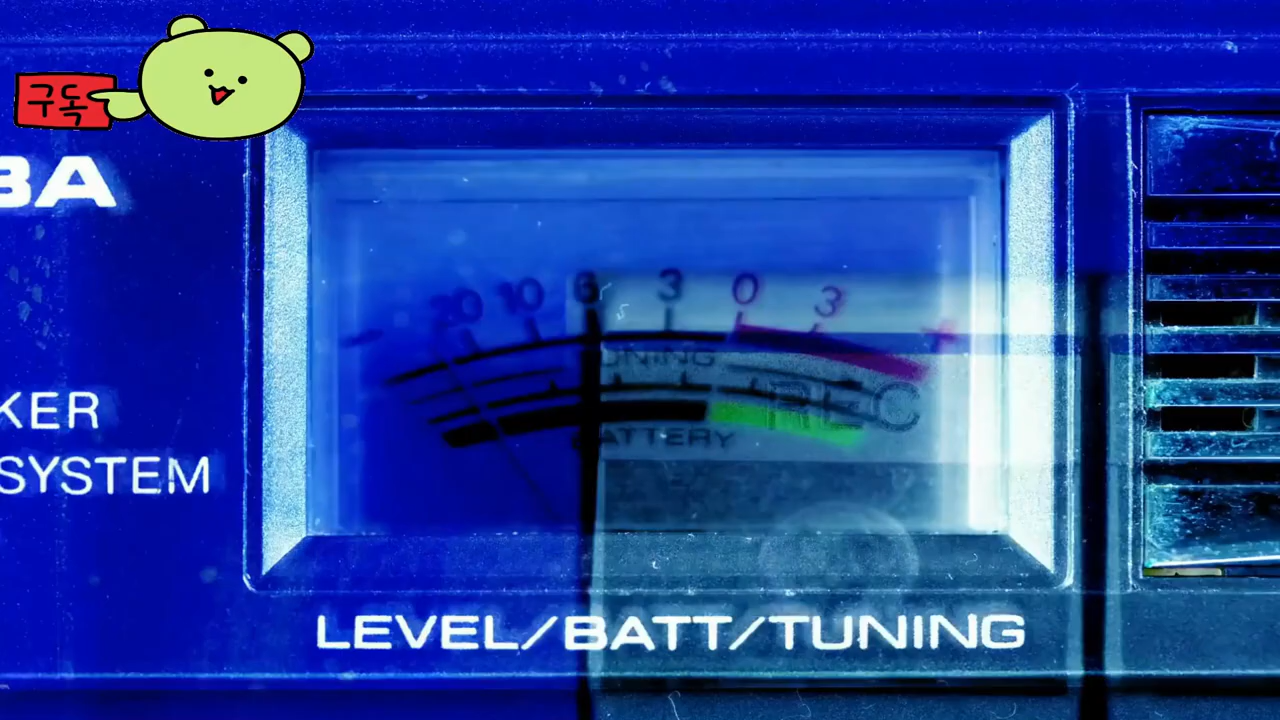 구독
BA
20 10 6 3 0 3 +
TUNING
REC
BATTERY
KER
SYSTEM
LEVEL/BATT/TUNING